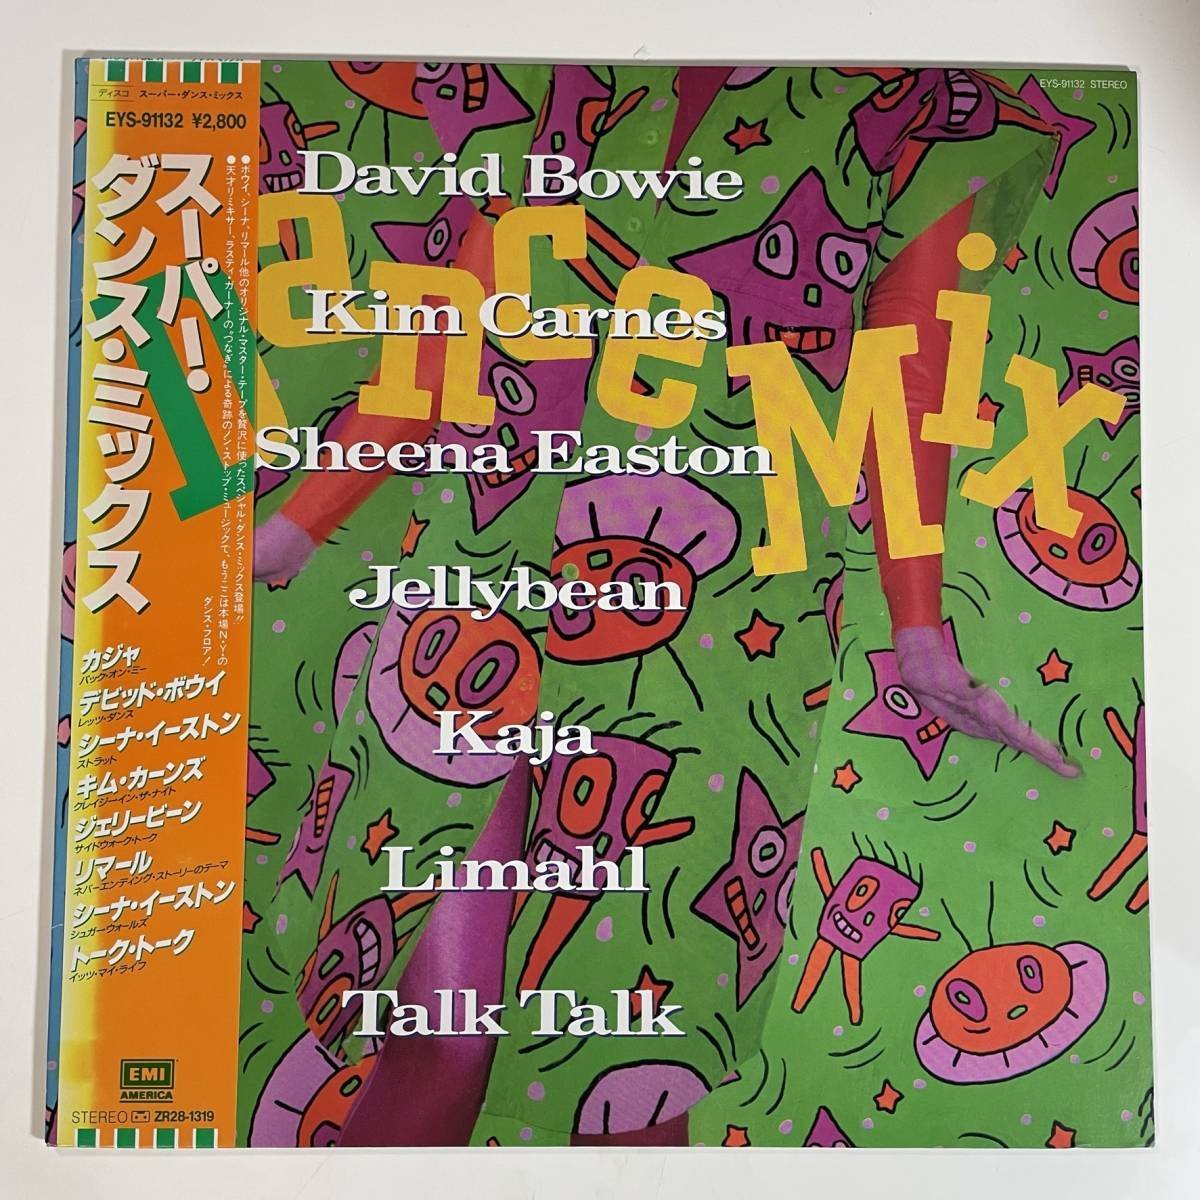 ディスコ スーパー・ダンス・ミックス
EYS-91132 ¥2,800
スーパー・
ダンス・ミックス
●ボウイ、シーナ、リマール他のオリジナル・マスター・テープを贅沢に使ったスペシャル・ダンス・ミックス登場!!
●天才リミキサー、ラスティ・ガーナーの"つなぎ"による奇跡のノン・ストップ・ミュージックで、もうここは本場N・Y・の
ダンス・フロア!
カジャ
バック・オン・ミー
デビッド・ボウイ
レッツ・ダンス
シーナ・イーストン
ストラット
キム・カーンズ
クレイジー・イン・ザ・ナイト
ジェリービーン
サイドウォーク・トーク
リマール
ネバーエンディング・ストーリーのテーマ
シーナ・イーストン
シュガー・ウォールズ
トーク・トーク
イッツ・マイ・ライフ
EMI
AMERICA
STEREO ZR28-1319
EYS-91132 STEREO
Dance Mix
David Bowie
Kim Carnes
Sheena Easton
Jellybean
Kaja
Limahl
Talk Talk